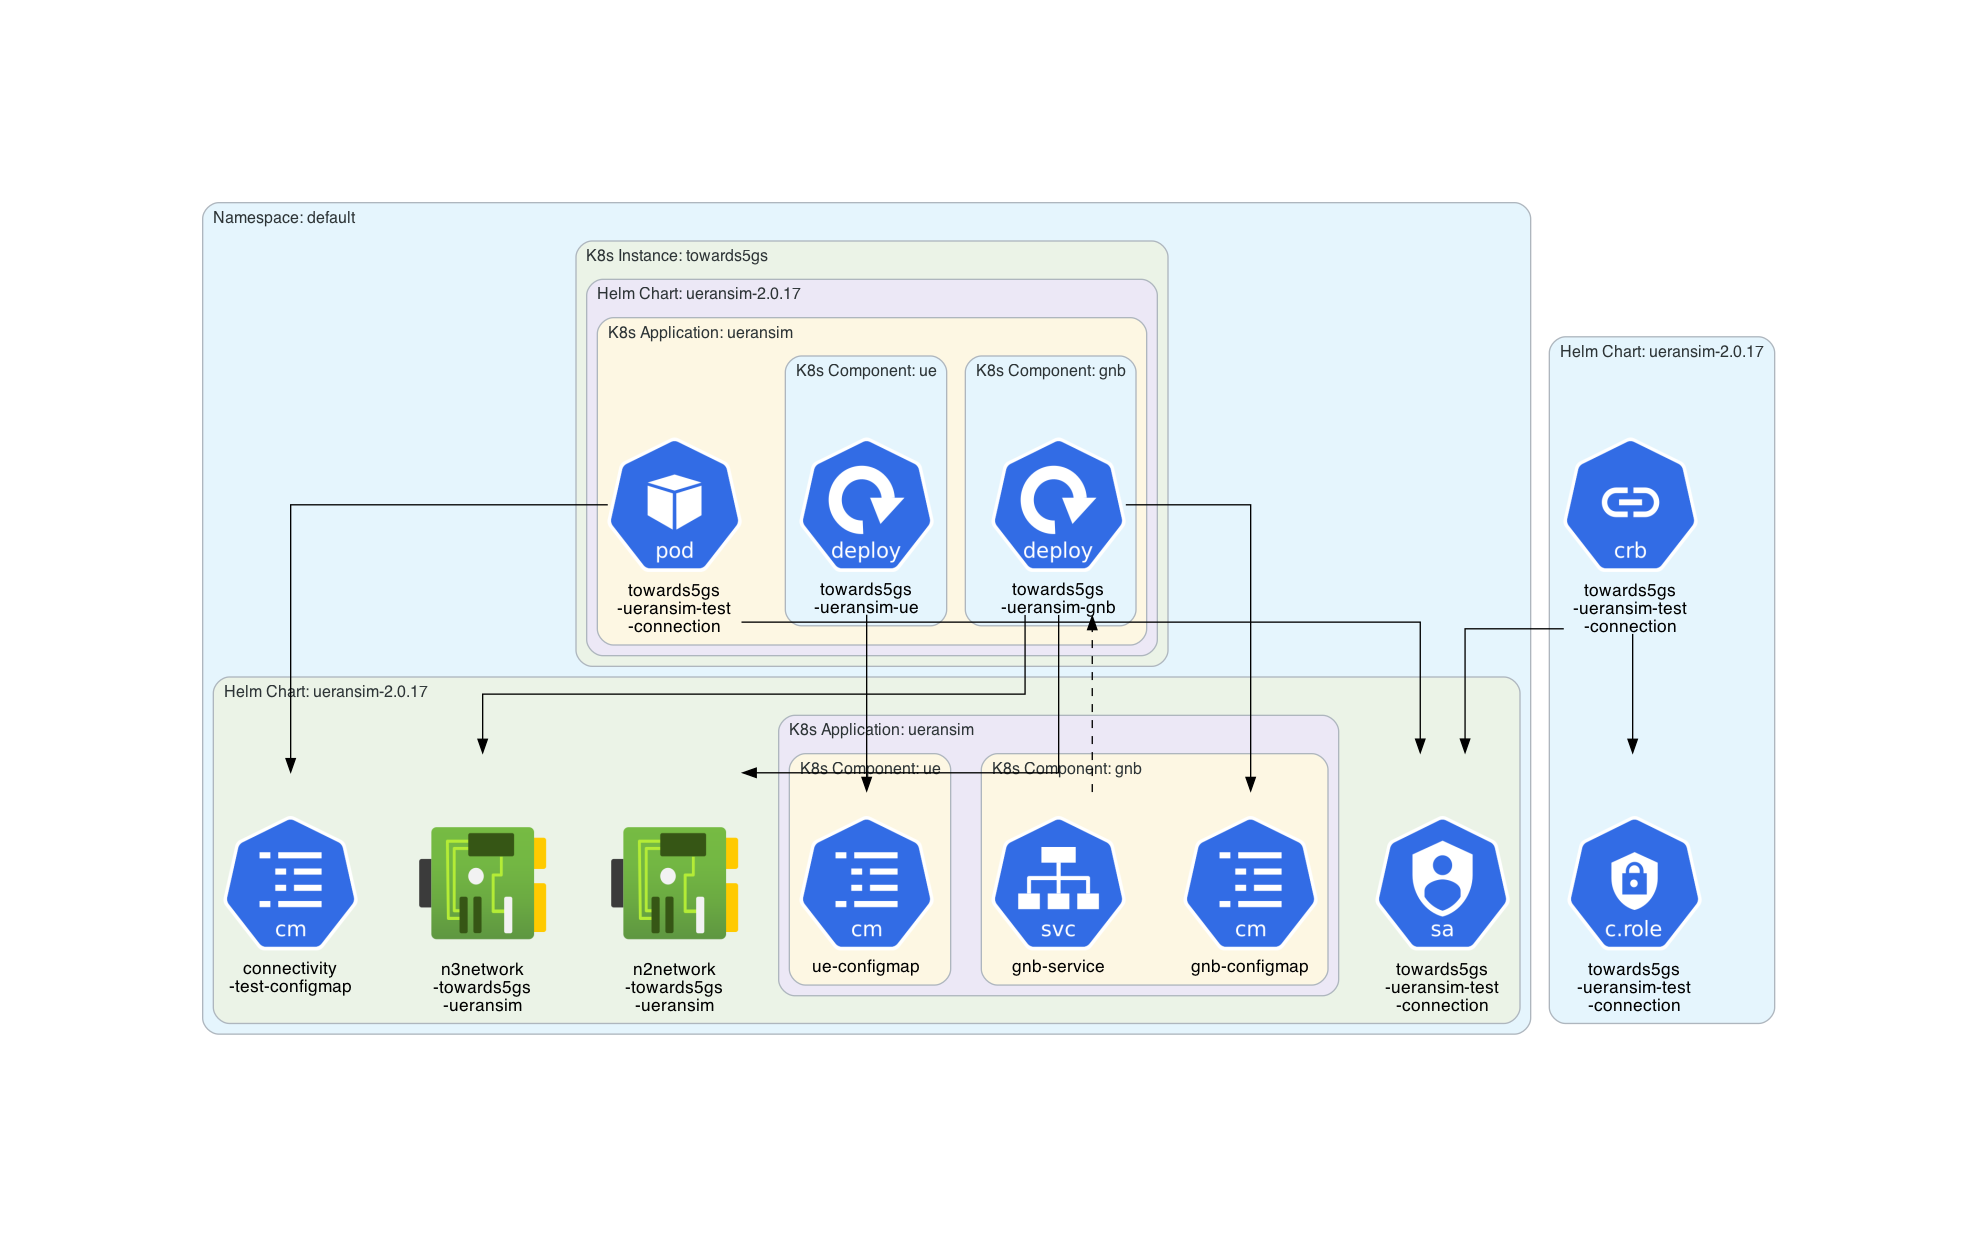 Namespace: default
K8s Instance: towards5gs
Helm Chart: ueransim-2.0.17
K8s Application: ueransim
K8s Component: ue
K8s Component: gnb
Helm Chart: ueransim-2.0.17
pod
deploy
deploy
crb
towards5gs
-ueransim-test
-connection
towards5gs
-ueransim-ue
towards5gs
-ueransim-gnb
towards5gs
-ueransim-test
-connection
Helm Chart: ueransim-2.0.17
K8s Application: ueransim
K8s Component: ue
K8s Component: gnb
cm
cm
svc
cm
sa
c.role
connectivity
-test-configmap
n3network
-towards5gs
-ueransim
n2network
-towards5gs
-ueransim
ue-configmap
gnb-service
gnb-configmap
towards5gs
-ueransim-test
-connection
towards5gs
-ueransim-test
-connection